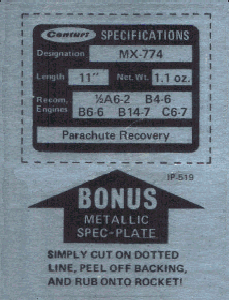 Centuri SPECIFICATIONS
Designation MX-774
Length 11" Net. Wt. 1.1 oz.
Recom. Engines ½A6-2 B4-6
B6-6 B14-7 C6-7
Parachute Recovery
IP-519
BONUS
METALLIC
SPEC-PLATE
SIMPLY CUT ON DOTTED
LINE, PEEL OFF BACKING,
AND RUB ONTO ROCKET!